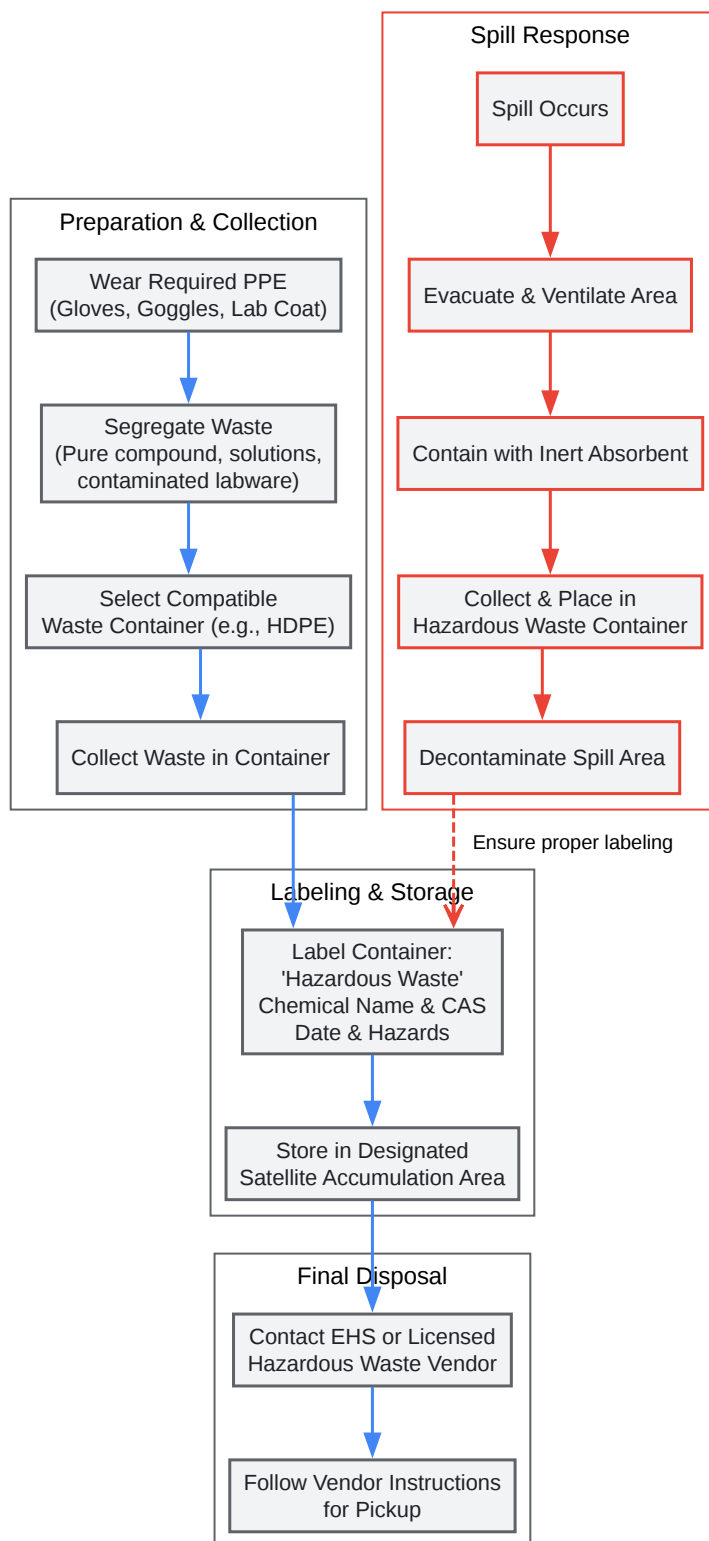 Spill Response
Spill Occurs
Evacuate & Ventilate Area
Contain with Inert Absorbent
Collect & Place in
Hazardous Waste Container
Decontaminate Spill Area
Preparation & Collection
Wear Required PPE
(Gloves, Goggles, Lab Coat)
Segregate Waste
(Pure compound, solutions,
contaminated labware)
Select Compatible
Waste Container (e.g., HDPE)
Collect Waste in Container
Ensure proper labeling
Labeling & Storage
Label Container:
'Hazardous Waste'
Chemical Name & CAS
Date & Hazards
Store in Designated
Satellite Accumulation Area
Final Disposal
Contact EHS or Licensed
Hazardous Waste Vendor
Follow Vendor Instructions
for Pickup